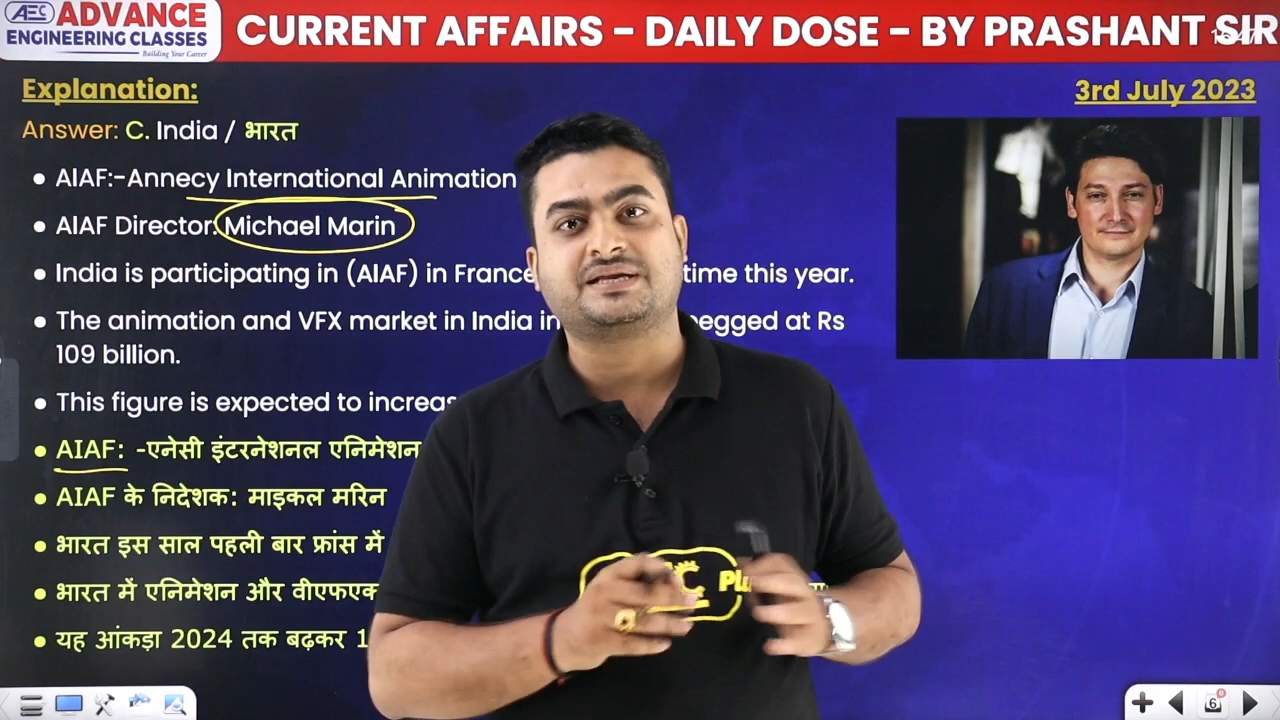 AEC ADVANCE
ENGINEERING CLASSES
Building Your Career
CURRENT AFFAIRS – DAILY DOSE – BY PRASHANT SIR
Explanation:
3rd July 2023
Answer: C. India / भारत
• AIAF:-Annecy International Animation
• AIAF Director: Michael Marin
• India is participating in (AIAF) in France time this year.
• The animation and VFX market in India in pegged at Rs
109 billion.
• This figure is expected to
• AIAF: -एनेसी इंटरनेशनल एनिमेशन
• AIAF के निदेशक: माइकल मरिन
• भारत इस साल पहली बार फ्रांस में
• भारत में एनिमेशन और
• यह आंकड़ा 2024 तक बढ़कर
6